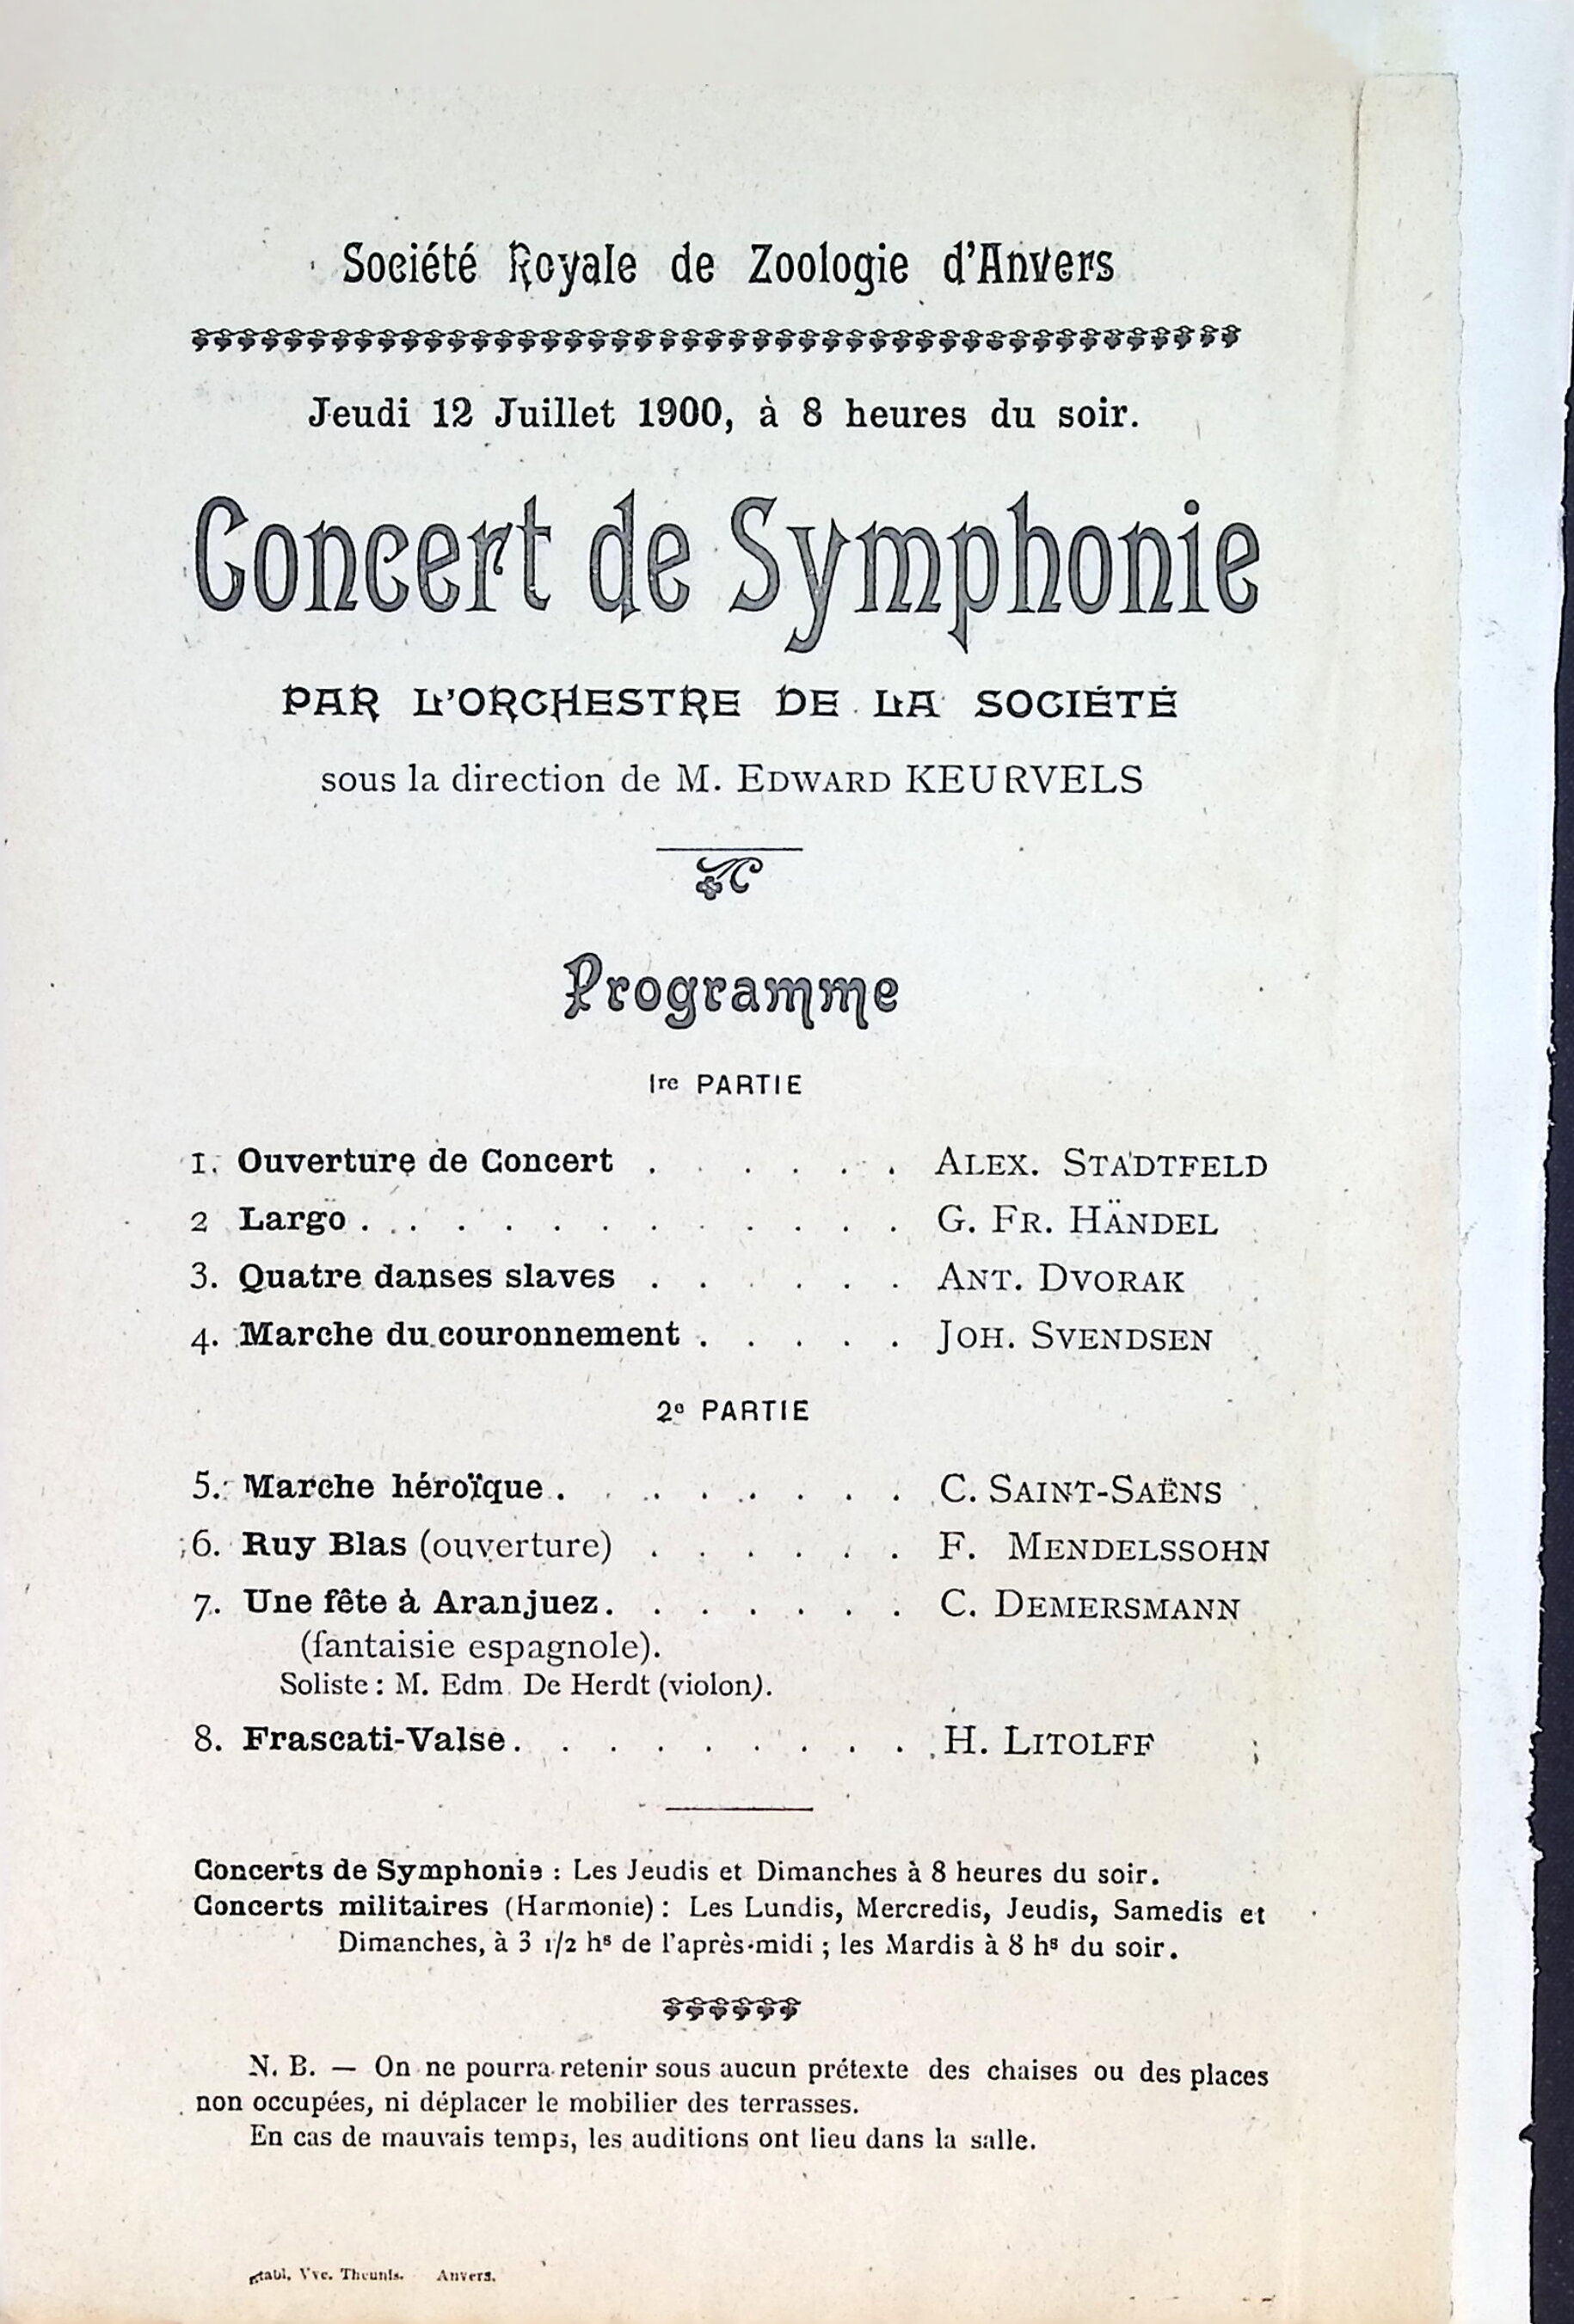 Société Royale de Zoologie d'Anvers
Jeudi 12 Juillet 1900, à 8 heures du soir.
Concert de Symphonie
PAR L'ORCHESTRE DE LA SOCIÉTÉ
sous la direction de M. EDWARD KEURVELS
Programme
1re PARTIE
1. Ouverture de Concert . . . . . . ALEX. STADTFELD
2 Largo . . . . . . . . . . . . G. FR. HÄNDEL
3. Quatre danses slaves . . . . . . ANT. DVORAK
4. Marche du couronnement . . . . . JOH. SVENDSEN
2e PARTIE
5. Marche héroïque . . . . . . . . C. SAINT-SAËNS
6. Ruy Blas (ouverture) . . . . . . F. MENDELSSOHN
7. Une fête à Aranjuez. . . . . . . C. DEMERSMANN
(fantaisie espagnole).
Soliste : M. Edm. De Herdt (violon).
8. Frascati-Valse. . . . . . . . . H. LITOLFF
Concerts de Symphonie : Les Jeudis et Dimanches à 8 heures du soir.
Concerts militaires (Harmonie) : Les Lundis, Mercredis, Jeudis, Samedis et
Dimanches, à 3 1/2 hs de l'après-midi ; les Mardis à 8 hs du soir.
N. B. — On ne pourra retenir sous aucun prétexte des chaises ou des places
non occupées, ni déplacer le mobilier des terrasses.
En cas de mauvais temps, les auditions ont lieu dans la salle.
Etabl. Vve. Theunis. Anvers.